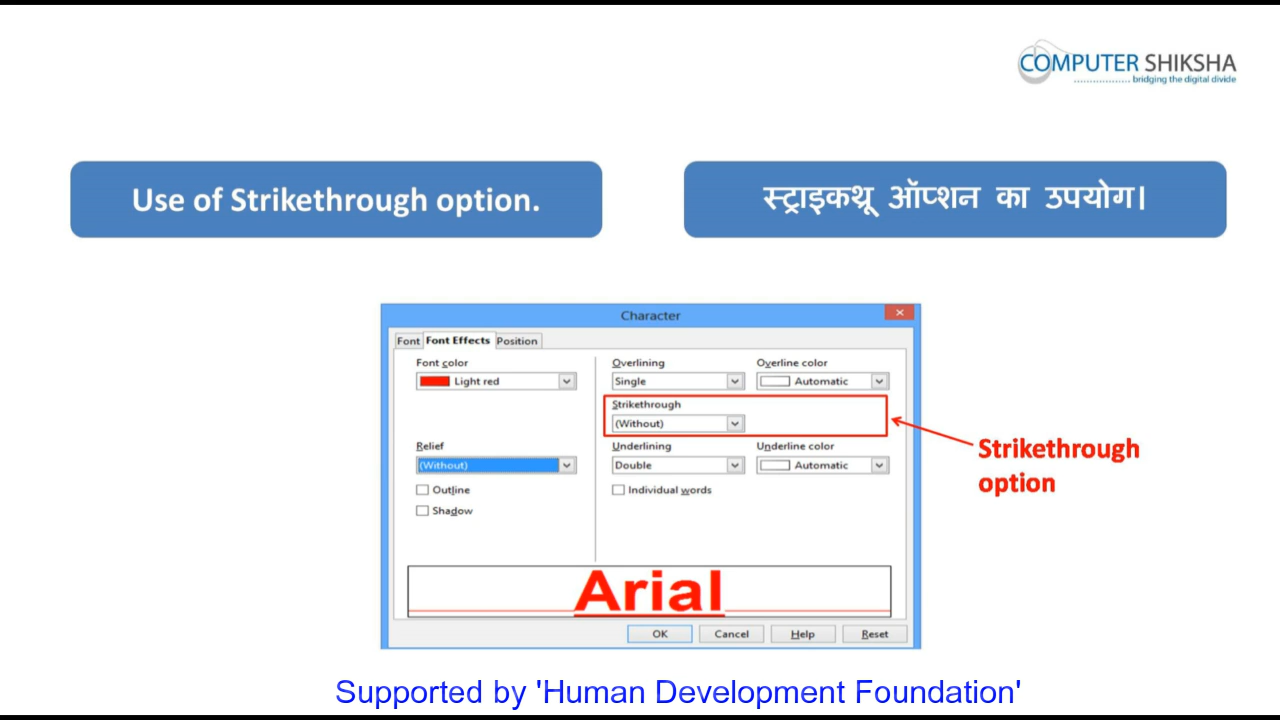 COMPUTER SHIKSHA
bridging the digital divide
Use of Strikethrough option.
स्ट्राइकथ्रू ऑप्शन का उपयोग।
Character
Font Font Effects Position
Font color
Light red
Overlining
Single
Overline color
Automatic
Strikethrough
(Without)
Relief
(Without)
Underlining
Double
Underline color
Automatic
Outline
Shadow
Individual words
Strikethrough
option
Arial
OK Cancel Help Reset
Supported by 'Human Development Foundation'